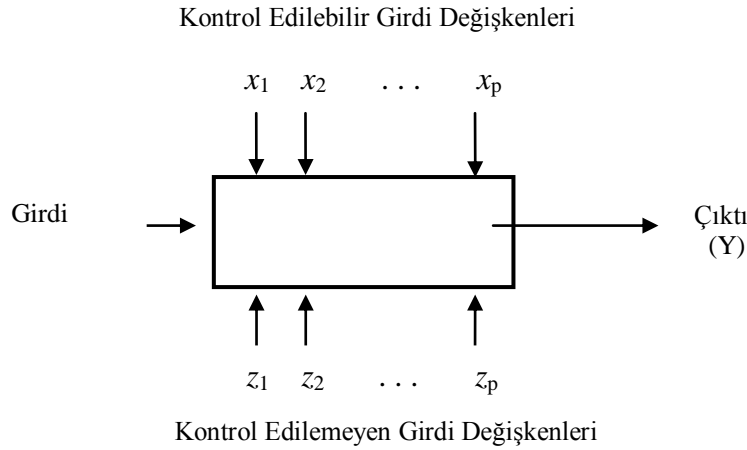 Kontrol Edilebilir Girdi Değişkenleri
x1 x2 . . . xp
Girdi
Çıktı
(Y)
z1 z2 . . . zp
Kontrol Edilemeyen Girdi Değişkenleri